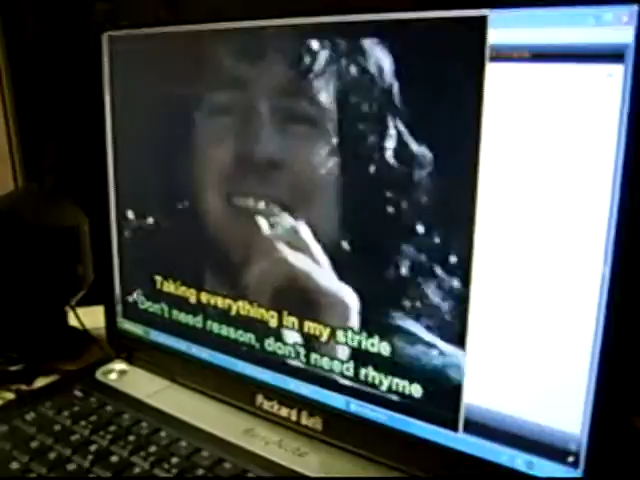 Taking everything in my stride
Don't need reason, don't need rhyme
Packard Bell